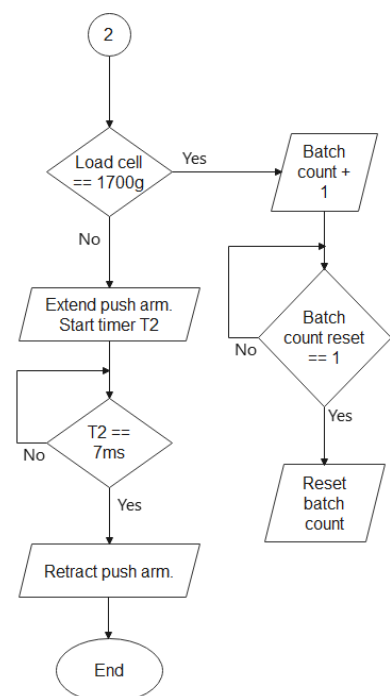 2
Load cell
== 1700g
Yes
Batch
count +
1
No
Extend push arm.
Start timer T2
Batch
count reset
== 1
No
Yes
T2 ==
7ms
No
Yes
Reset
batch
count
Retract push arm.
End